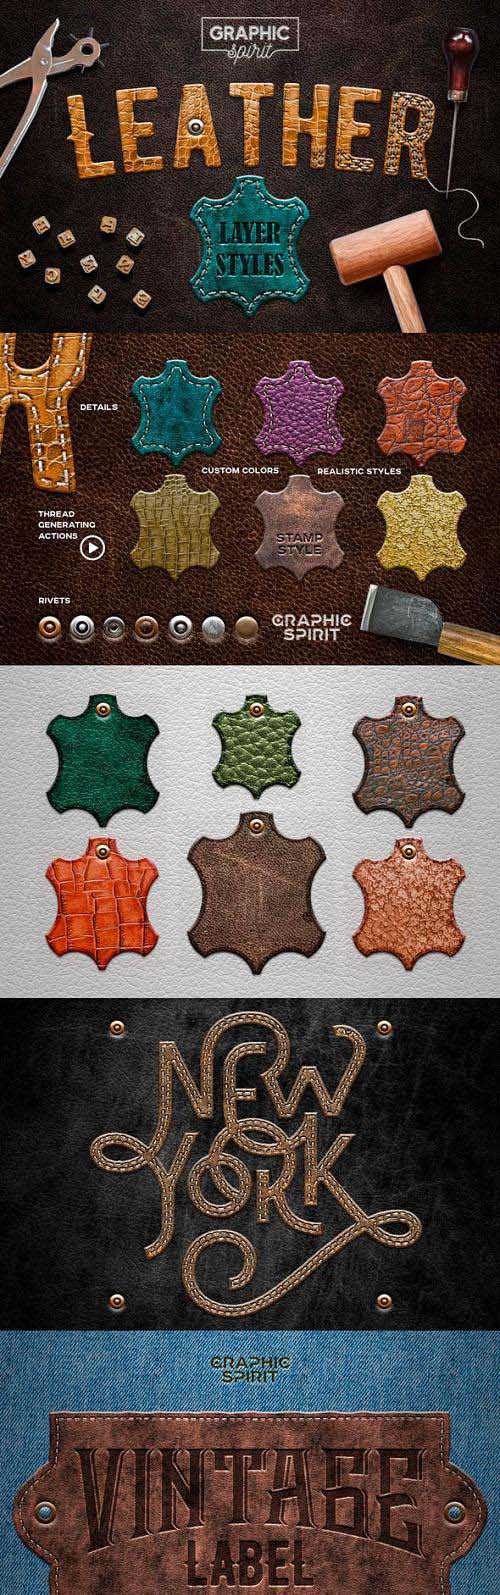 GRAPHIC
spirit
LEATHER
LAYER
STYLES
DETAILS
CUSTOM COLORS
REALISTIC STYLES
THREAD
GENERATING
ACTIONS
STAMP
STYLE
RIVETS
GRAPHIC
SPIRIT
NEW
YORK
GRAPHIC
SPIRIT
VINTAGE
LABEL